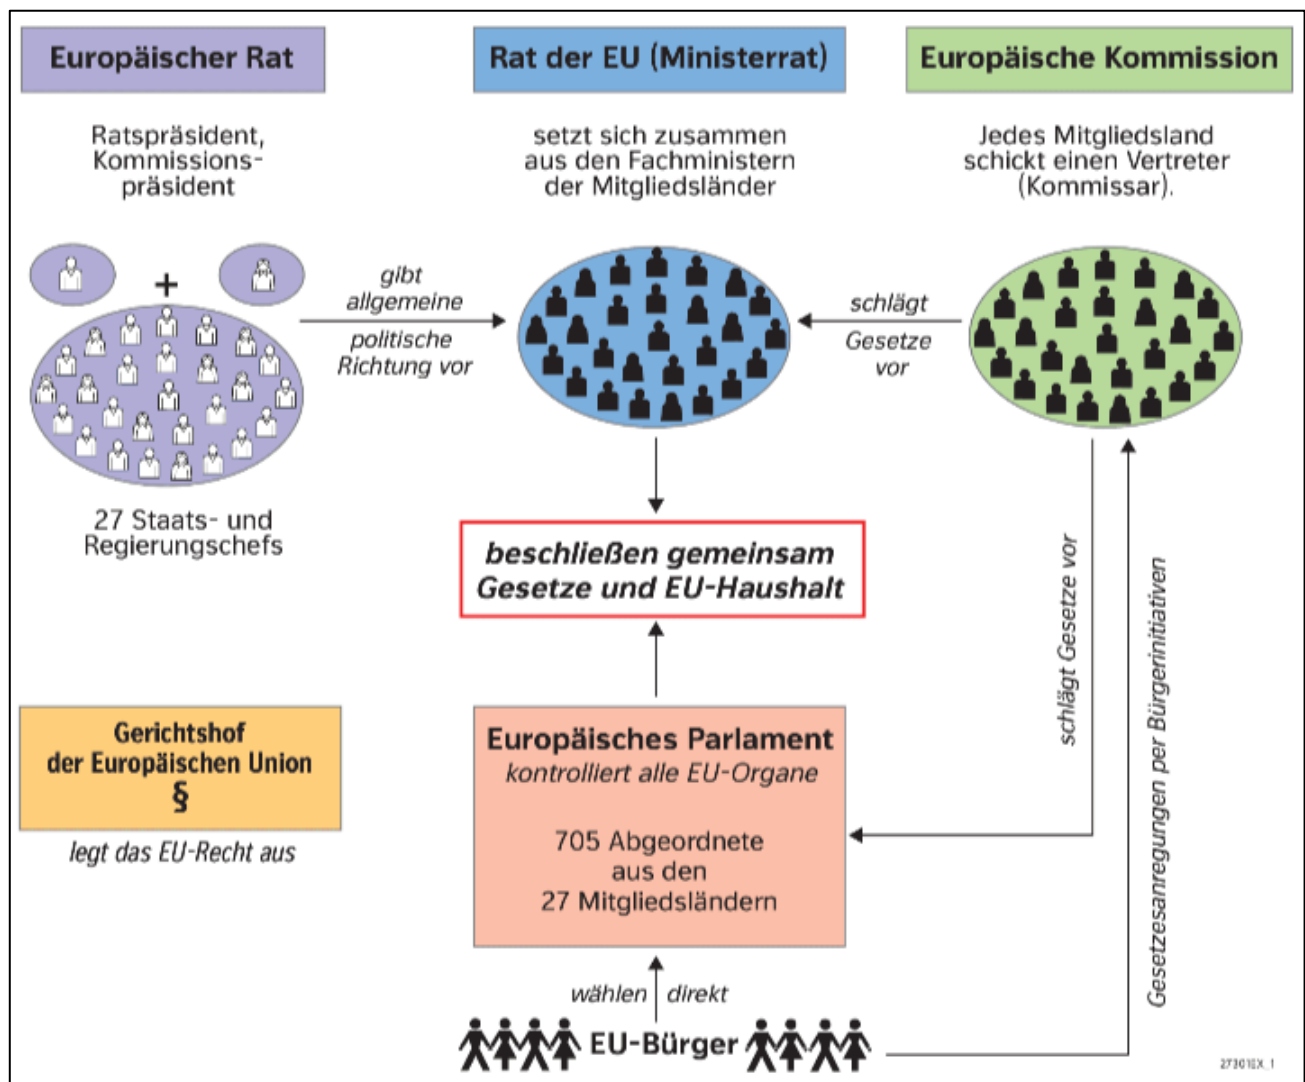 Europäischer Rat
Ratspräsident,
Kommissions-
präsident
+
27 Staats- und
Regierungschefs
gibt
allgemeine
politische
Richtung vor
Rat der EU (Ministerrat)
setzt sich zusammen
aus den Fachministern
der Mitgliedsländer
Europäische Kommission
Jedes Mitgliedsland
schickt einen Vertreter
(Kommissar).
schlägt
Gesetze
vor
beschließen gemeinsam
Gesetze und EU-Haushalt
schlägt Gesetze vor
Gesetzesanregungen per Bürgerinitiativen
Gerichtshof
der Europäischen Union
§
legt das EU-Recht aus
Europäisches Parlament
kontrolliert alle EU-Organe
705 Abgeordnete
aus den
27 Mitgliedsländern
wählen direkt
EU-Bürger